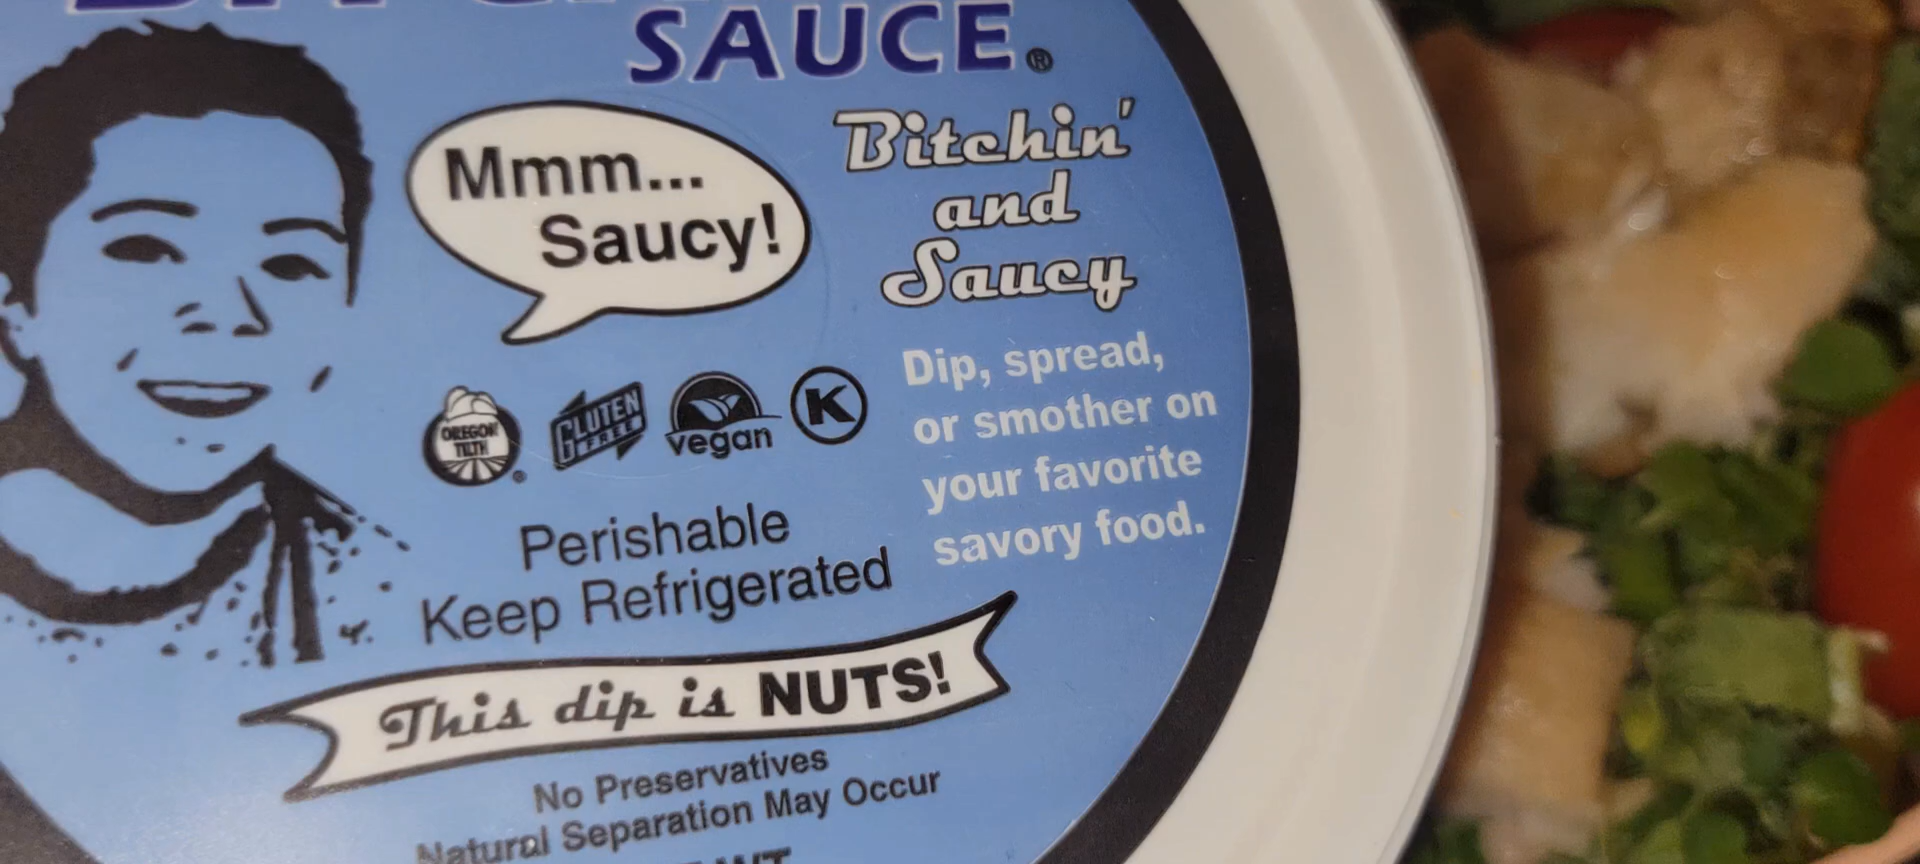 SAUCE®
Mmm...
Saucy!
Bitchin'
and
Saucy
Dip, spread,
or smother on
your favorite
savory food.
OREGON
TILTH
GLUTEN
FREE
vegan
K
Perishable
Keep Refrigerated
This dip is NUTS!
No Preservatives
Natural Separation May Occur